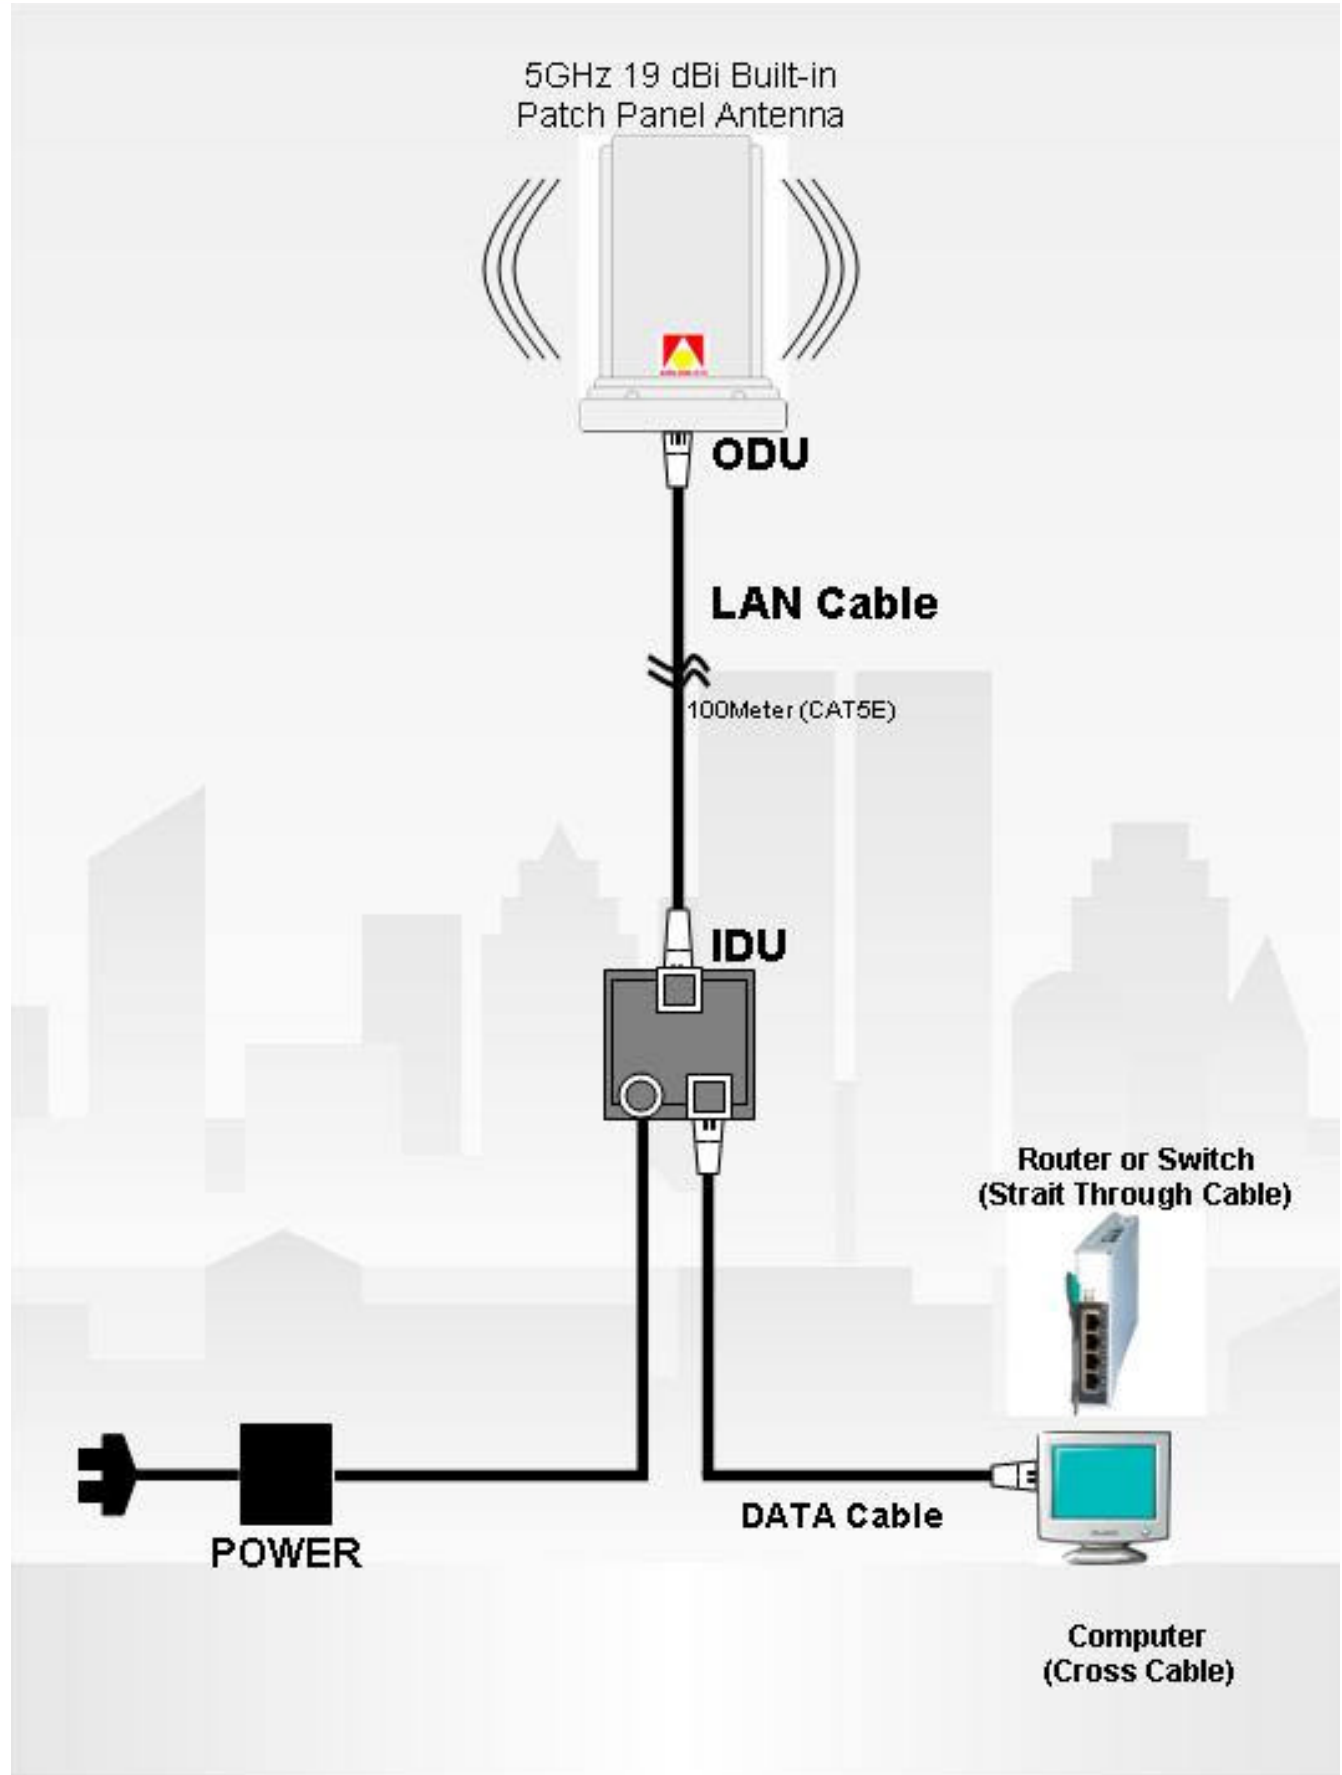 5GHz 19 dBi Built-in
Patch Panel Antenna
ODU
LAN Cable
100Meter (CAT5E)
IDU
Router or Switch
(Strait Through Cable)
DATA Cable
POWER
Computer
(Cross Cable)